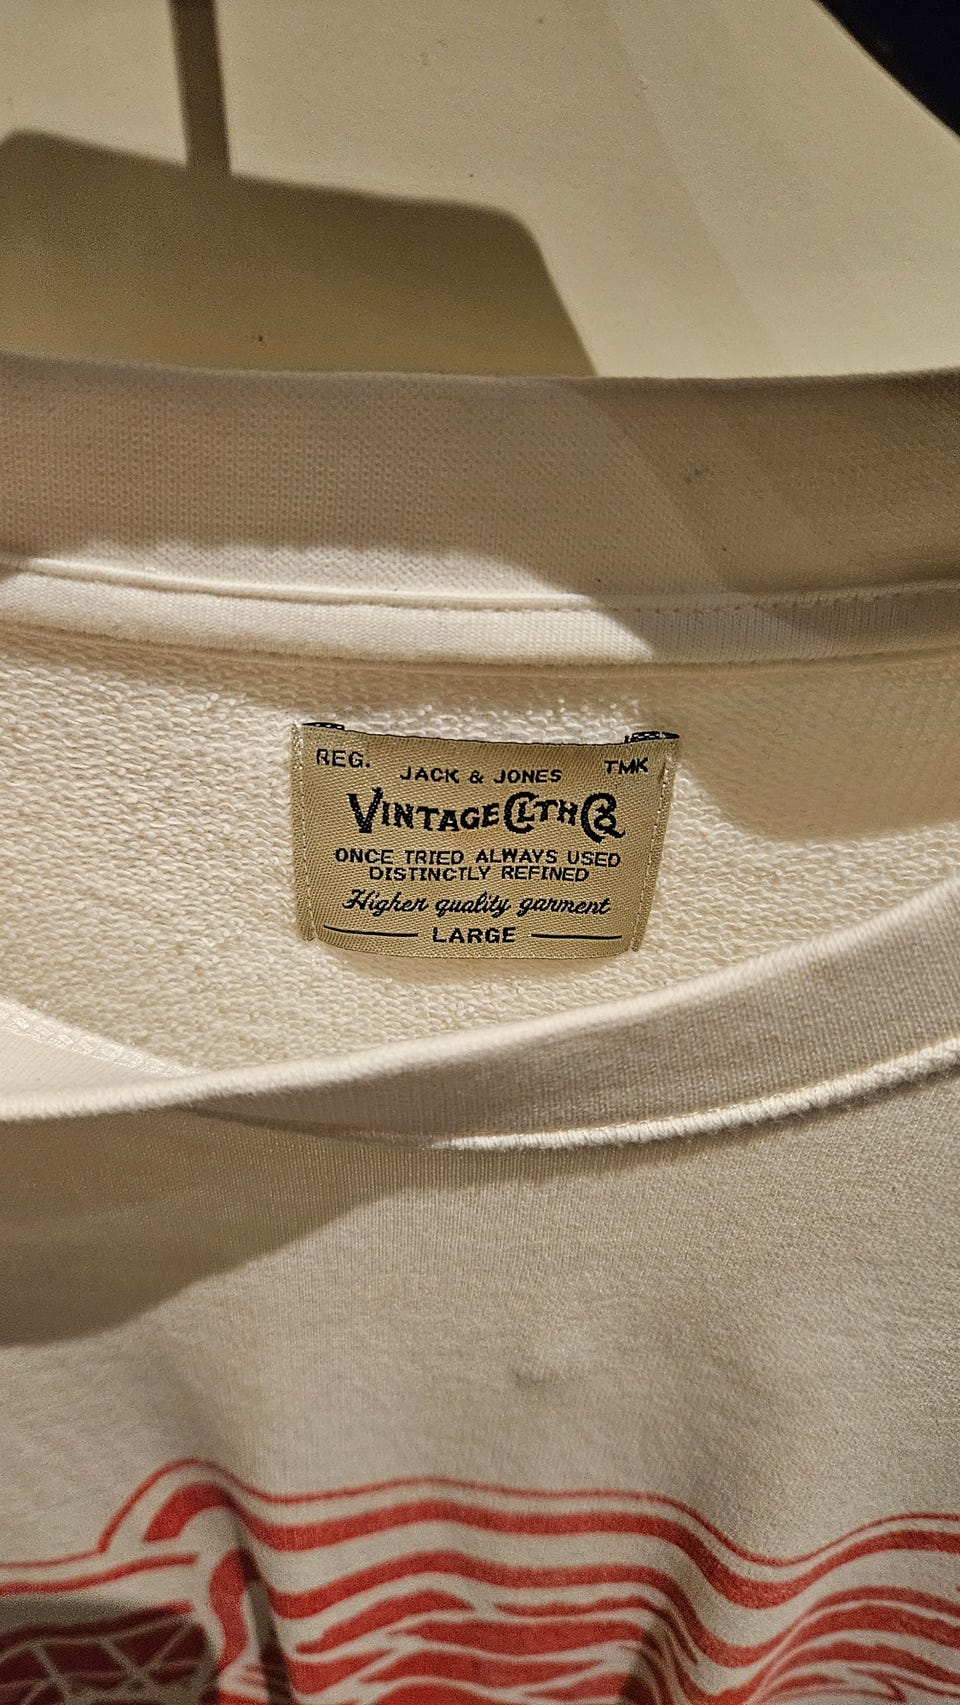 REG. TMK
JACK & JONES
VINTAGE CLTH Co
ONCE TRIED ALWAYS USED
DISTINCTLY REFINED
Higher quality garment
LARGE